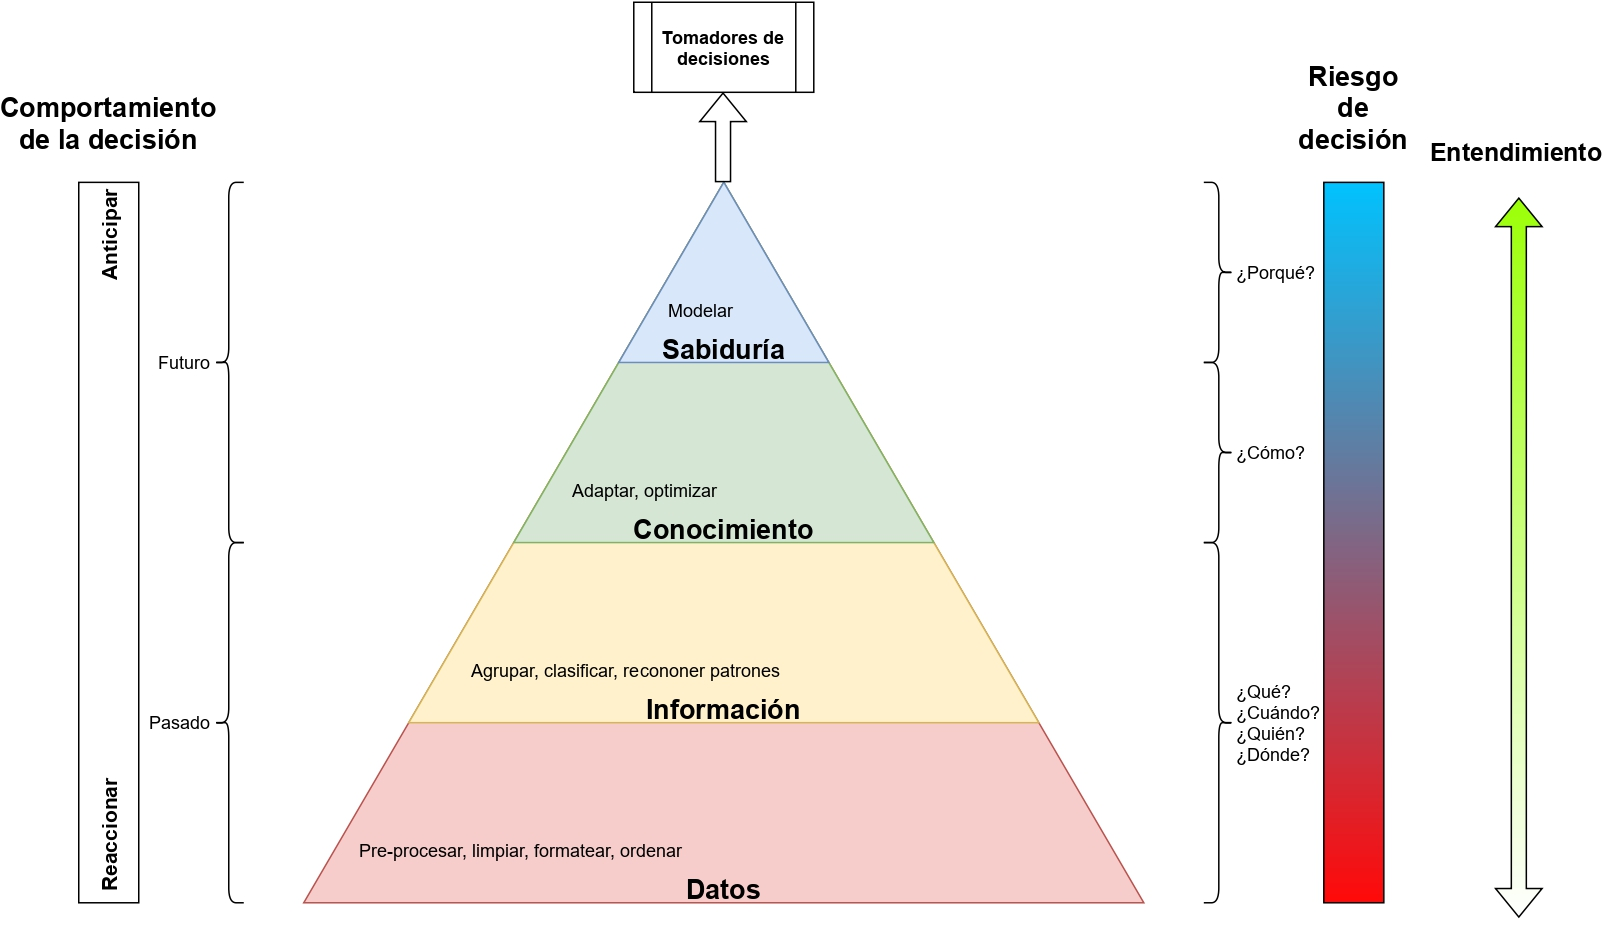 Tomadores de
decisiones
Comportamiento
de la decisión
Riesgo
de
decisión
Entendimiento
Anticipar
Futuro
Pasado
Reaccionar
Modelar
Sabiduría
Adaptar, optimizar
Conocimiento
Agrupar, clasificar, recononer patrones
Información
Pre-procesar, limpiar, formatear, ordenar
Datos
¿Porqué?
¿Cómo?
¿Qué?
¿Cuándo?
¿Quién?
¿Dónde?